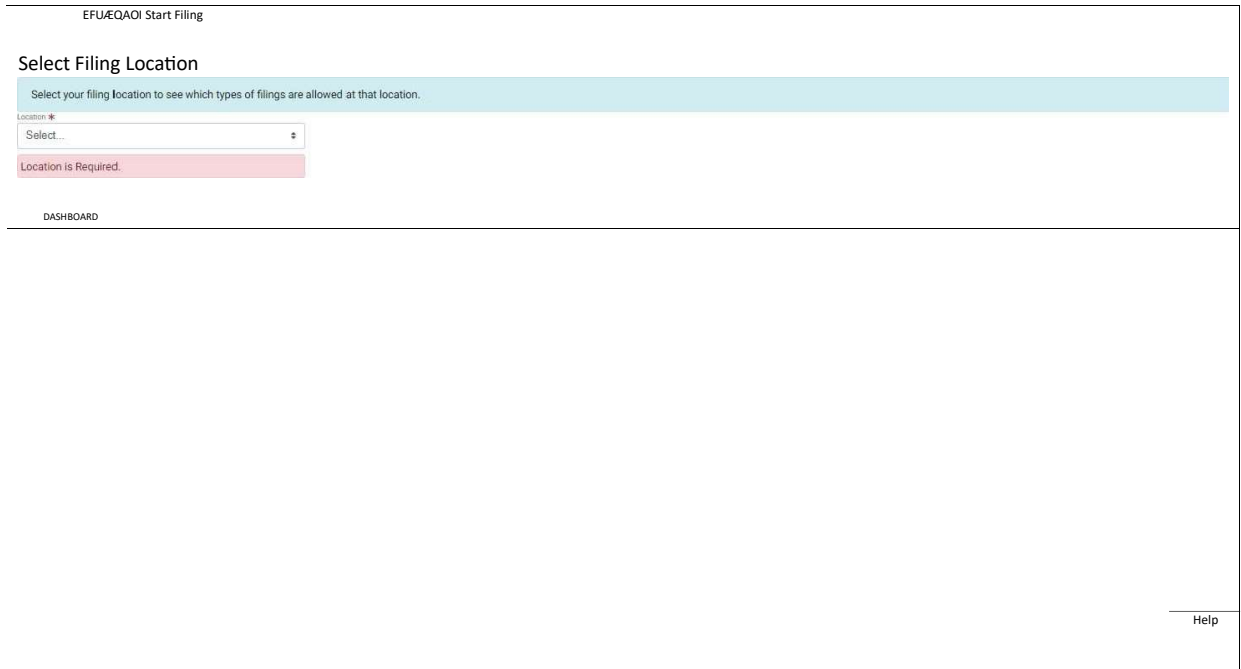 EFUÆQAOI Start Filing
Select Filing Location
Select your filing location to see which types of filings are allowed at that location.
Location *
Select...
Location is Required.
DASHBOARD
Help